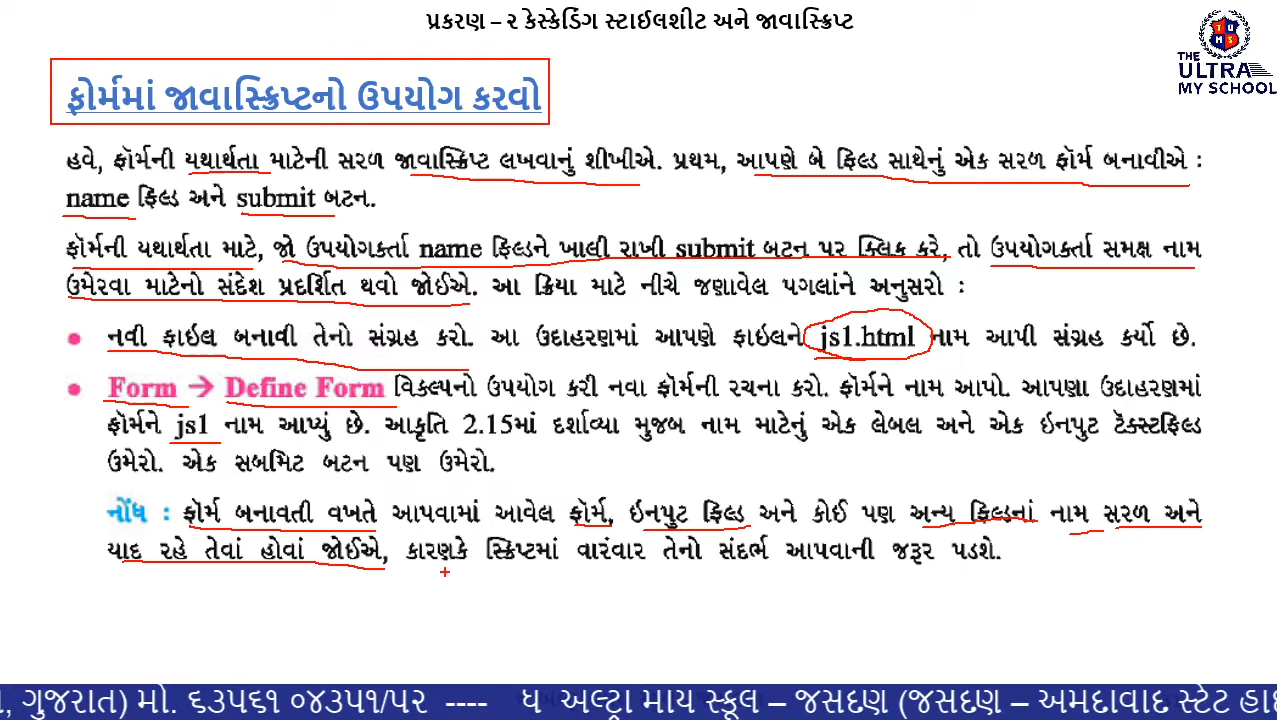 પ્રકરણ – ૨ કેસ્કેડિંગ સ્ટાઈલશીટ અને જાવાસ્ક્રિપ્ટ
THE
ULTRA
MY SCHOOL
ફોર્મમાં જાવાસ્ક્રિપ્ટનો ઉપયોગ કરવો
હવે, ફૉર્મની યથાર્થતા માટેની સરળ જાવાસ્ક્રિપ્ટ લખવાનું શીખીએ. પ્રથમ, આપણે બે ફિલ્ડ સાથેનું એક સરળ ફૉર્મ બનાવીએ :
name ફિલ્ડ અને submit બટન.
ફૉર્મની યથાર્થતા માટે, જો ઉપયોગકર્તા name ફિલ્ડને ખાલી રાખી submit બટન પર ક્લિક કરે, તો ઉપયોગકર્તા સમક્ષ નામ
ઉમેરવા માટેનો સંદેશ પ્રદર્શિત થવો જોઈએ. આ ક્રિયા માટે નીચે જણાવેલ પગલાંને અનુસરો :
• નવી ફાઇલ બનાવી તેનો સંગ્રહ કરો. આ ઉદાહરણમાં આપણે ફાઇલને js1.html નામ આપી સંગ્રહ કર્યો છે.
• Form → Define Form વિકલ્પનો ઉપયોગ કરી નવા ફૉર્મની રચના કરો. ફૉર્મને નામ આપો. આપણા ઉદાહરણમાં
ફૉર્મને js1 નામ આપ્યું છે. આકૃતિ 2.15માં દર્શાવ્યા મુજબ નામ માટેનું એક લેબલ અને એક ઇનપુટ ટૅક્સ્ટફિલ્ડ
ઉમેરો. એક સબમિટ બટન પણ ઉમેરો.
નોંધ : ફૉર્મ બનાવતી વખતે આપવામાં આવેલ ફૉર્મ, ઇનપુટ ફિલ્ડ અને કોઈ પણ અન્ય ફિલ્ડનાં નામ સરળ અને
યાદ રહે તેવાં હોવાં જોઈએ, કારણકે સ્ક્રિપ્ટમાં વારંવાર તેનો સંદર્ભ આપવાની જરૂર પડશે.
, ગુજરાત) મો. ૬૩૫૬૧ ૦૪૩૫૧/૫૨ ---- ધ અલ્ટ્રા માય સ્કૂલ – જસદણ (જસદણ – અમદાવાદ સ્ટેટ હાઇ